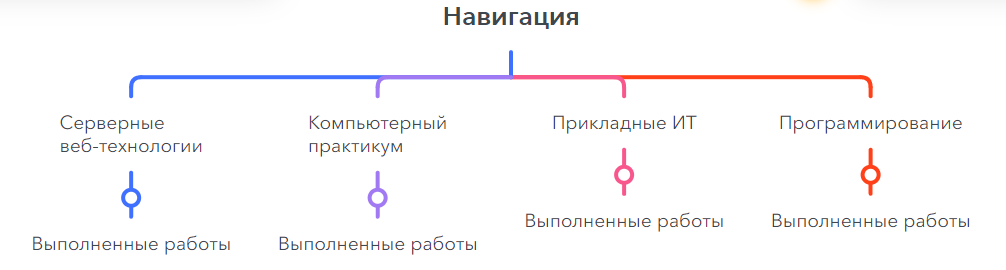 Навигация
Серверные
веб-технологии
Компьютерный
практикум
Прикладные ИТ
Программирование
Выполненные работы
Выполненные работы
Выполненные работы
Выполненные работы